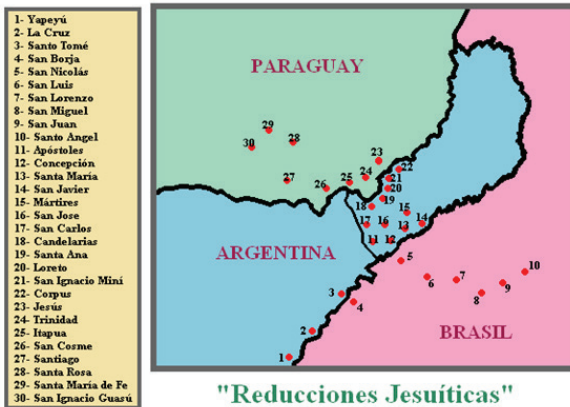 1- Yapeyú
2- La Cruz
3- Santo Tomé
4- San Borja
5- San Nicolás
6- San Luis
7- San Lorenzo
8- San Miguel
9- San Juan
10- Santo Angel
11- Apóstoles
12- Concepción
13- Santa María
14- San Javier
15- Mártires
16- San Jose
17- San Carlos
18- Candelarias
19- Santa Ana
20- Loreto
21- San Ignacio Miní
22- Corpus
23- Jesús
24- Trinidad
25- Itapua
26- San Cosme
27- Santiago
28- Santa Rosa
29- Santa María de Fe
30- San Ignacio Guasú
PARAGUAY
29
28
30
23
22
27
26
25
24
21
20
19
18
15
17
16
14
13
11
12
ARGENTINA
5
10
6
7
9
8
3
4
BRASIL
2
1
"Reducciones Jesuíticas"